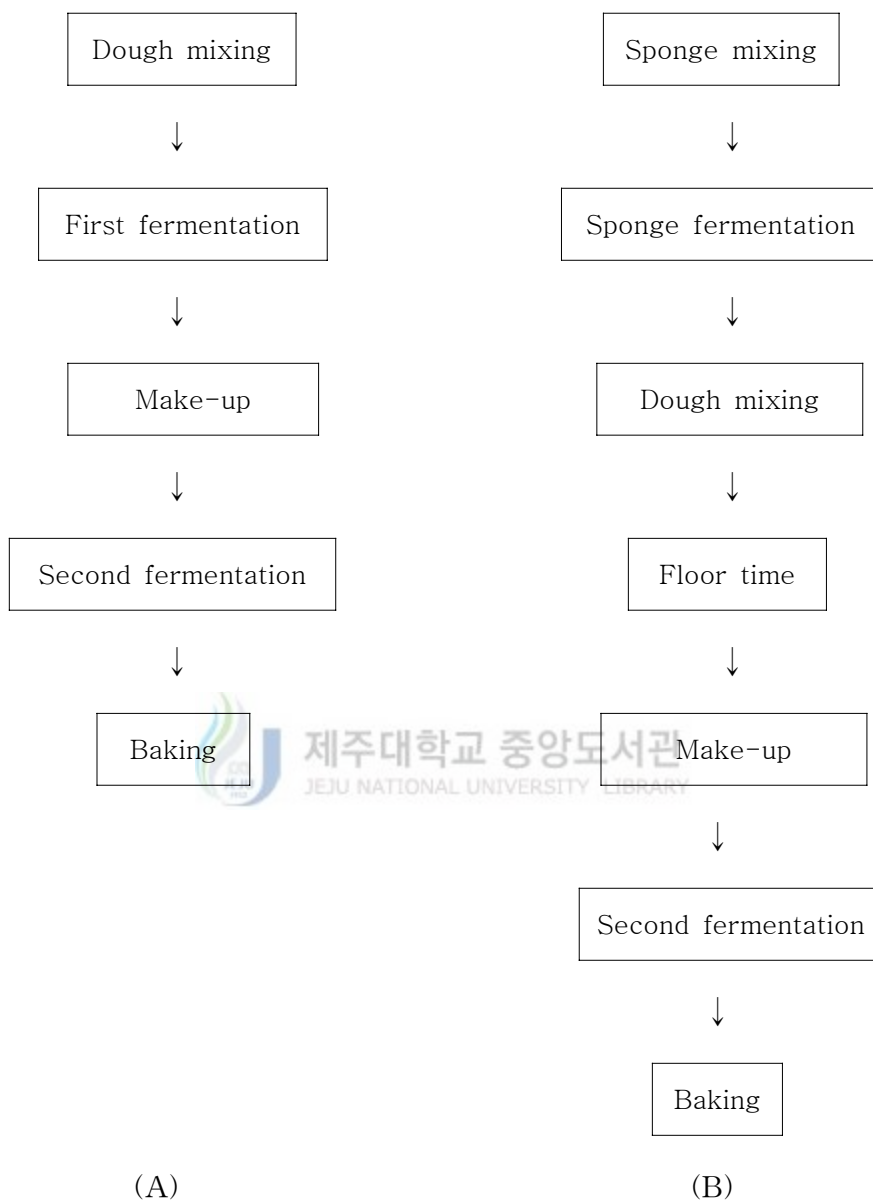 Dough mixing
↓
First fermentation
↓
Make-up
↓
Second fermentation
↓
Baking
(A)
Sponge mixing
↓
Sponge fermentation
↓
Dough mixing
↓
Floor time
↓
Make-up
↓
Second fermentation
↓
Baking
(B)
제주대학교 중앙도서관
JEJU NATIONAL UNIVERSITY LIBRARY